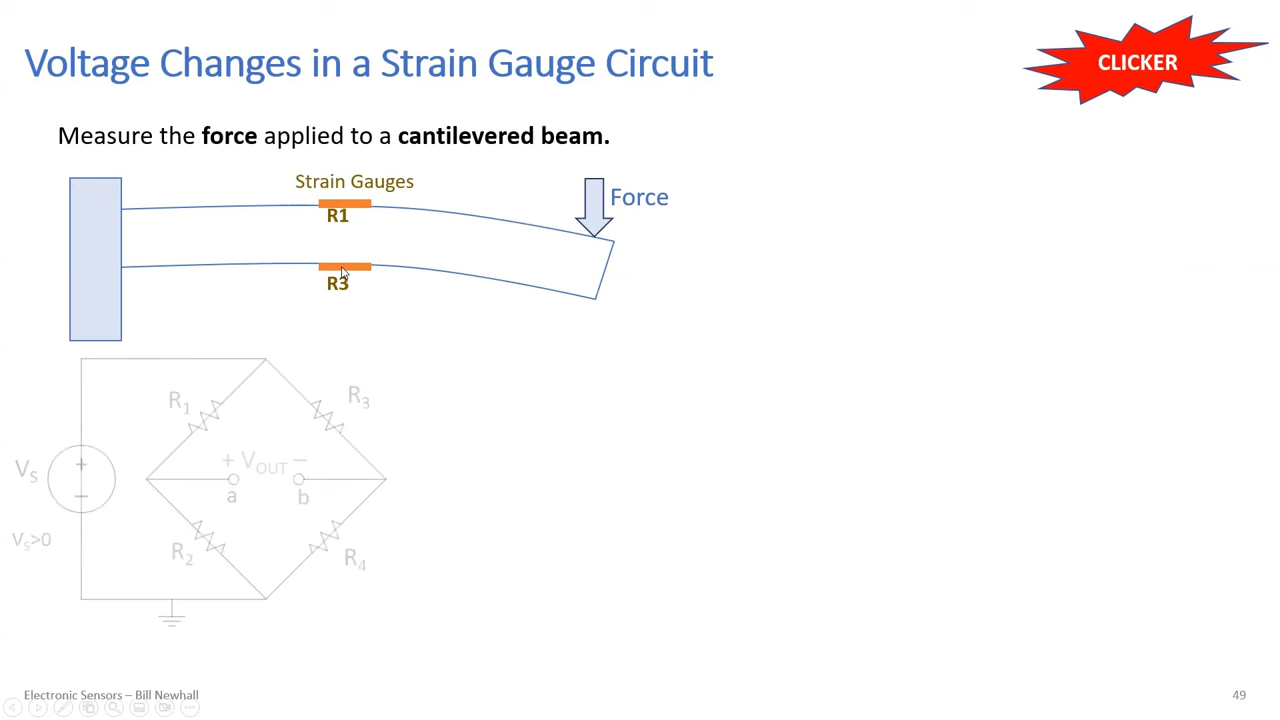 Voltage Changes in a Strain Gauge Circuit
CLICKER
Measure the force applied to a cantilevered beam.
Strain Gauges
Force
R1
R3
R1
R3
VS
+
−
+ VOUT −
a
b
VS>0
R2
R4
Electronic Sensors – Bill Newhall
49